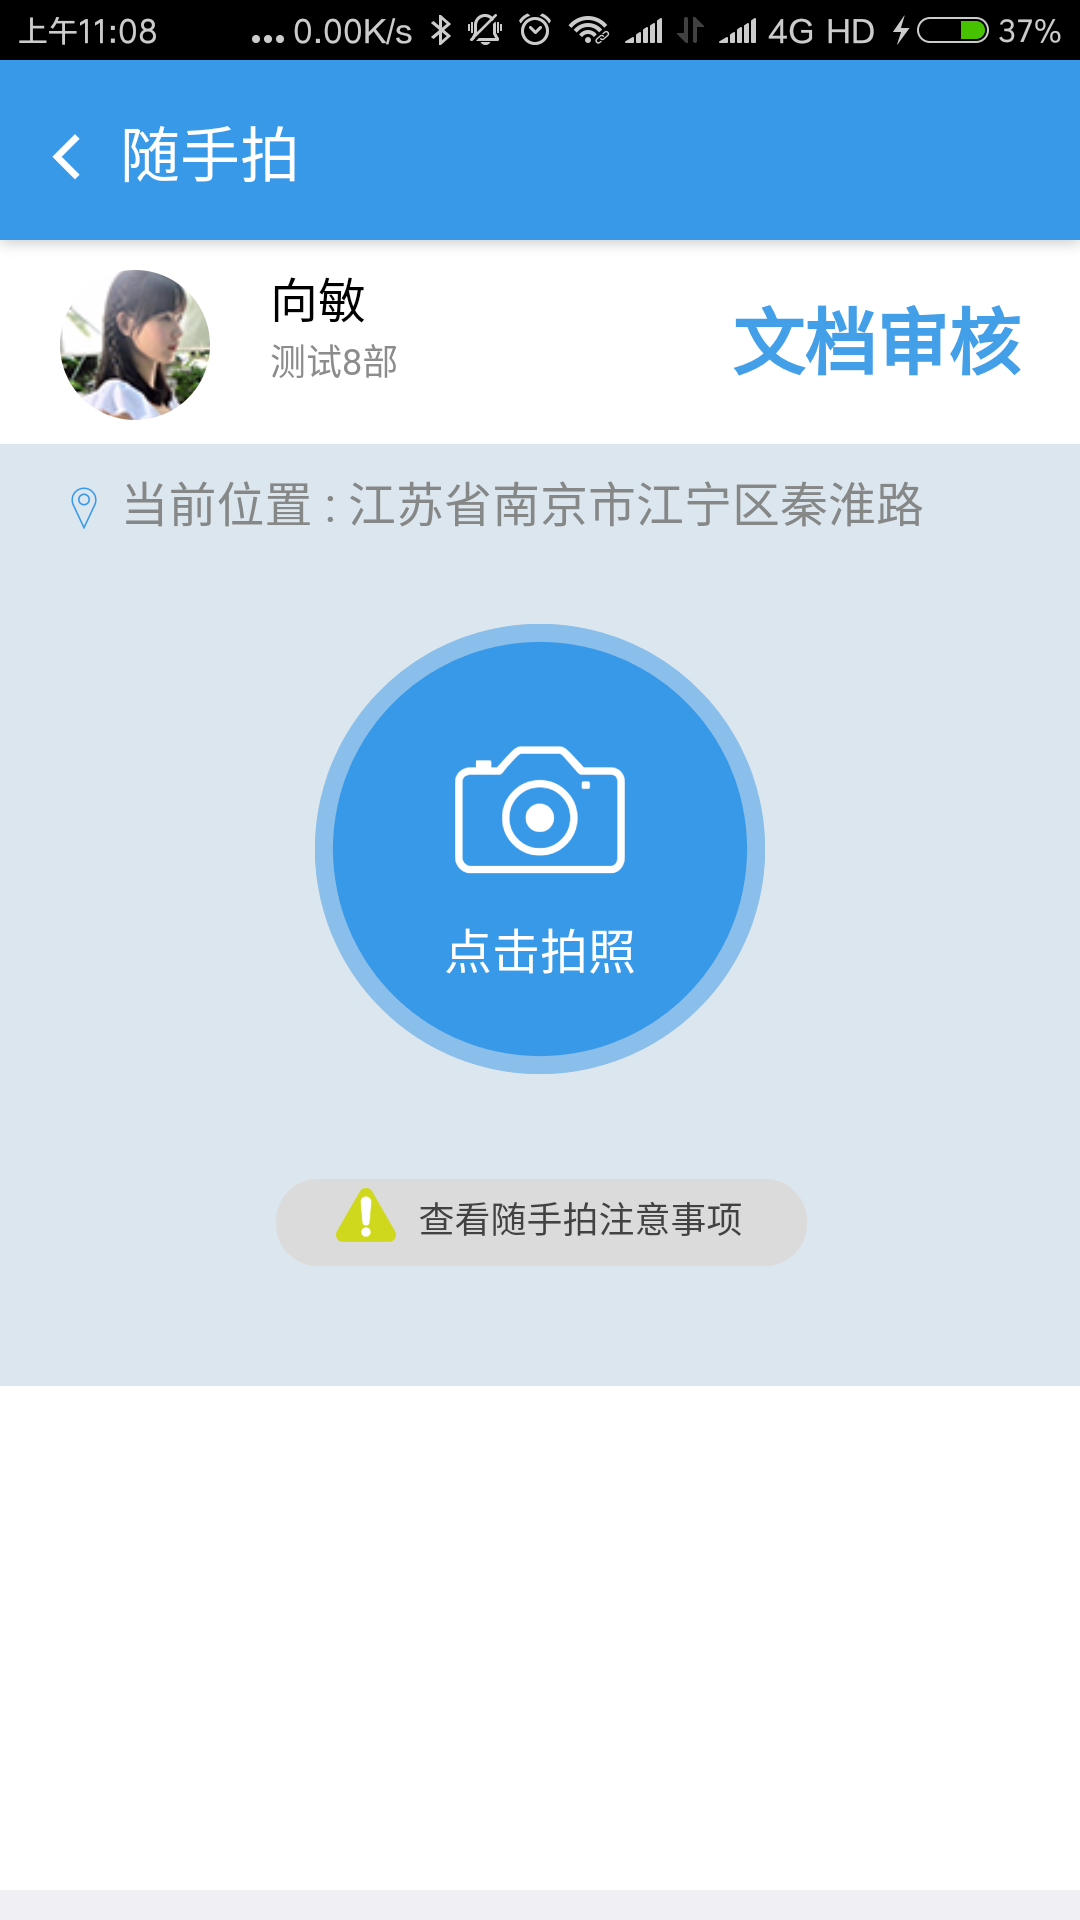 上午11:08 ...0.00K/s 4G HD 37%
随手拍
向敏
测试8部
文档审核
当前位置 : 江苏省南京市江宁区秦淮路
点击拍照
查看随手拍注意事项